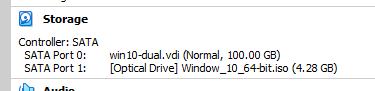 Storage
Controller: SATA
SATA Port 0: win10-dual.vdi (Normal, 100.00 GB)
SATA Port 1: [Optical Drive] Window_10_64-bit.iso (4.28 GB)
Audio